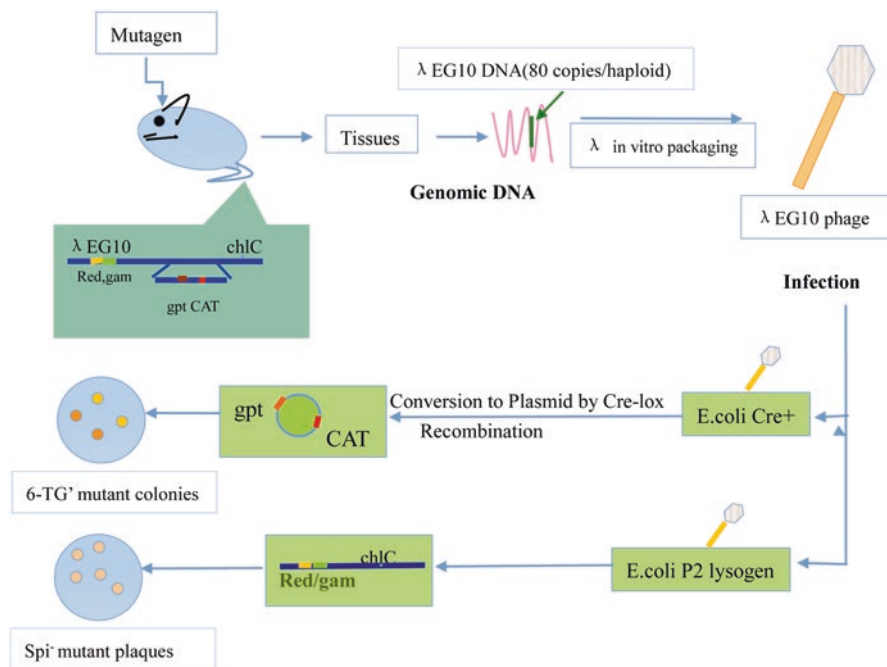 Mutagen
λ EG10 DNA(80 copies/haploid)
Tissues
λ in vitro packaging
Genomic DNA
λ EG10 phage
λ EG10
chlC
Red,gam
gpt CAT
Infection
gpt
CAT
Conversion to Plasmid by Cre-lox
Recombination
E.coli Cre+
6-TG’ mutant colonies
chlC
Red/gam
E.coli P2 lysogen
Spi⁻ mutant plaques